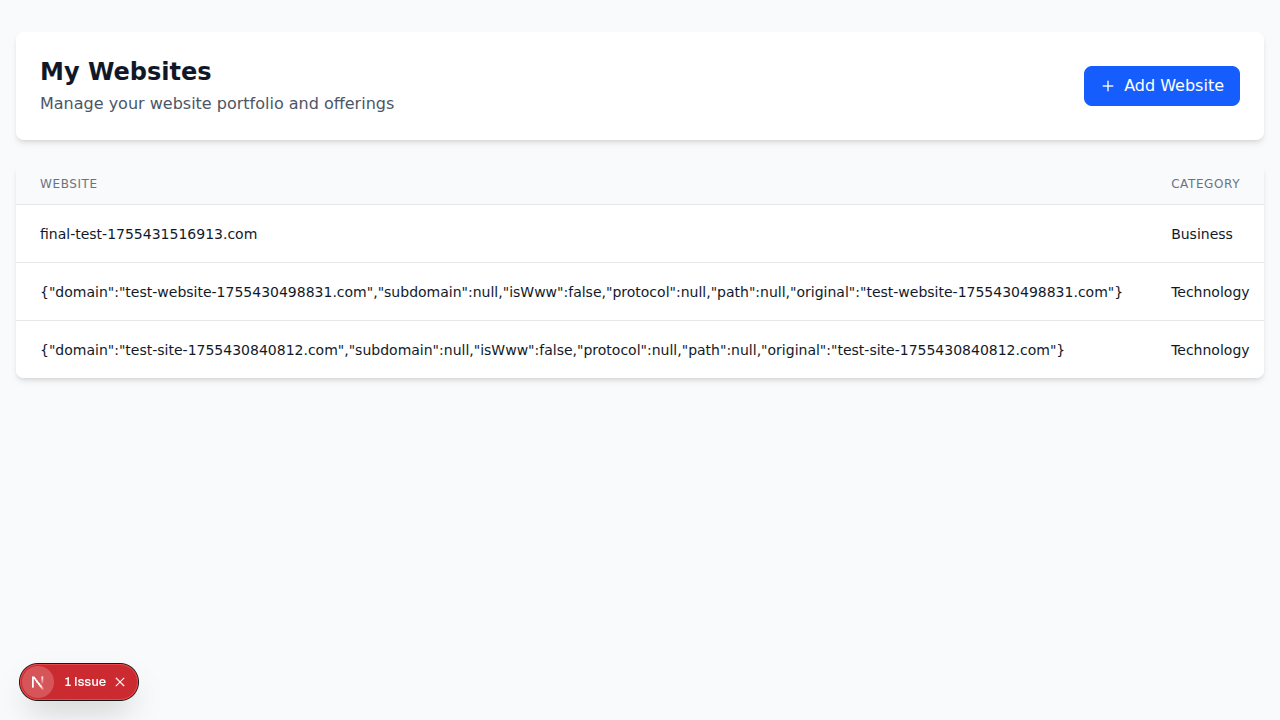 My Websites
Manage your website portfolio and offerings
+ Add Website
WEBSITE CATEGORY
final-test-1755431516913.com Business
{"domain":"test-website-1755430498831.com","subdomain":null,"isWww":false,"protocol":null,"path":null,"original":"test-website-1755430498831.com"} Technology
{"domain":"test-site-1755430840812.com","subdomain":null,"isWww":false,"protocol":null,"path":null,"original":"test-site-1755430840812.com"} Technology
N 1 Issue